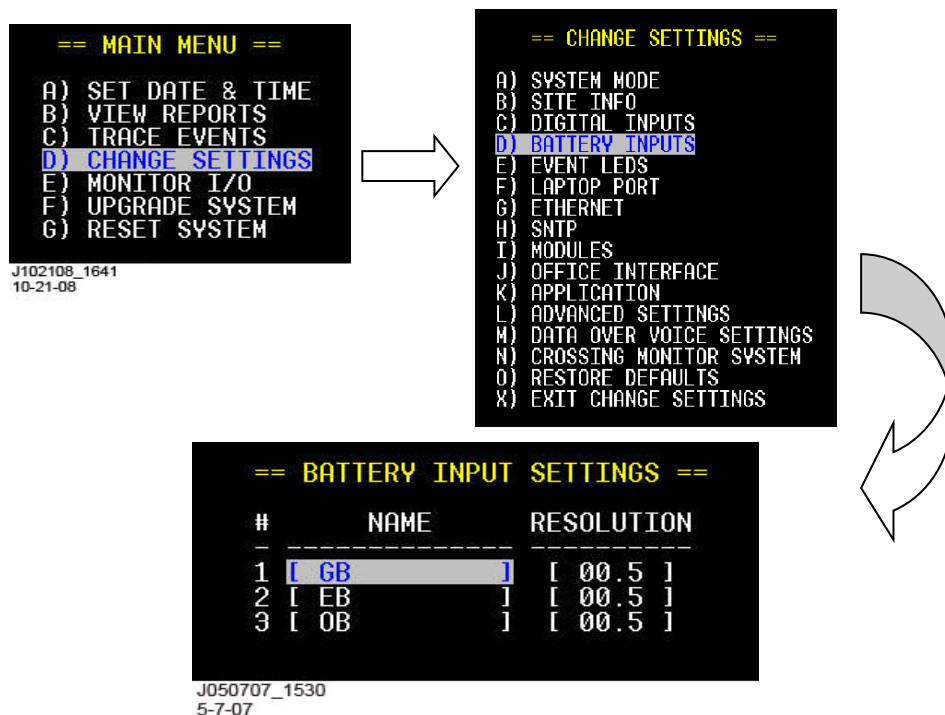 == MAIN MENU ==
A) SET DATE & TIME
B) VIEW REPORTS
C) TRACE EVENTS
D) CHANGE SETTINGS
E) MONITOR I/O
F) UPGRADE SYSTEM
G) RESET SYSTEM
J102108_1641
10-21-08
== CHANGE SETTINGS ==
A) SYSTEM MODE
B) SITE INFO
C) DIGITAL INPUTS
D) BATTERY INPUTS
E) EVENT LEDS
F) LAPTOP PORT
G) ETHERNET
H) SNTP
I) MODULES
J) OFFICE INTERFACE
K) APPLICATION
L) ADVANCED SETTINGS
M) DATA OVER VOICE SETTINGS
N) CROSSING MONITOR SYSTEM
O) RESTORE DEFAULTS
X) EXIT CHANGE SETTINGS
== BATTERY INPUT SETTINGS ==
# NAME RESOLUTION
- -------------- ----------
1 [ GB ] [ 00.5 ]
2 [ EB ] [ 00.5 ]
3 [ OB ] [ 00.5 ]
J050707_1530
5-7-07